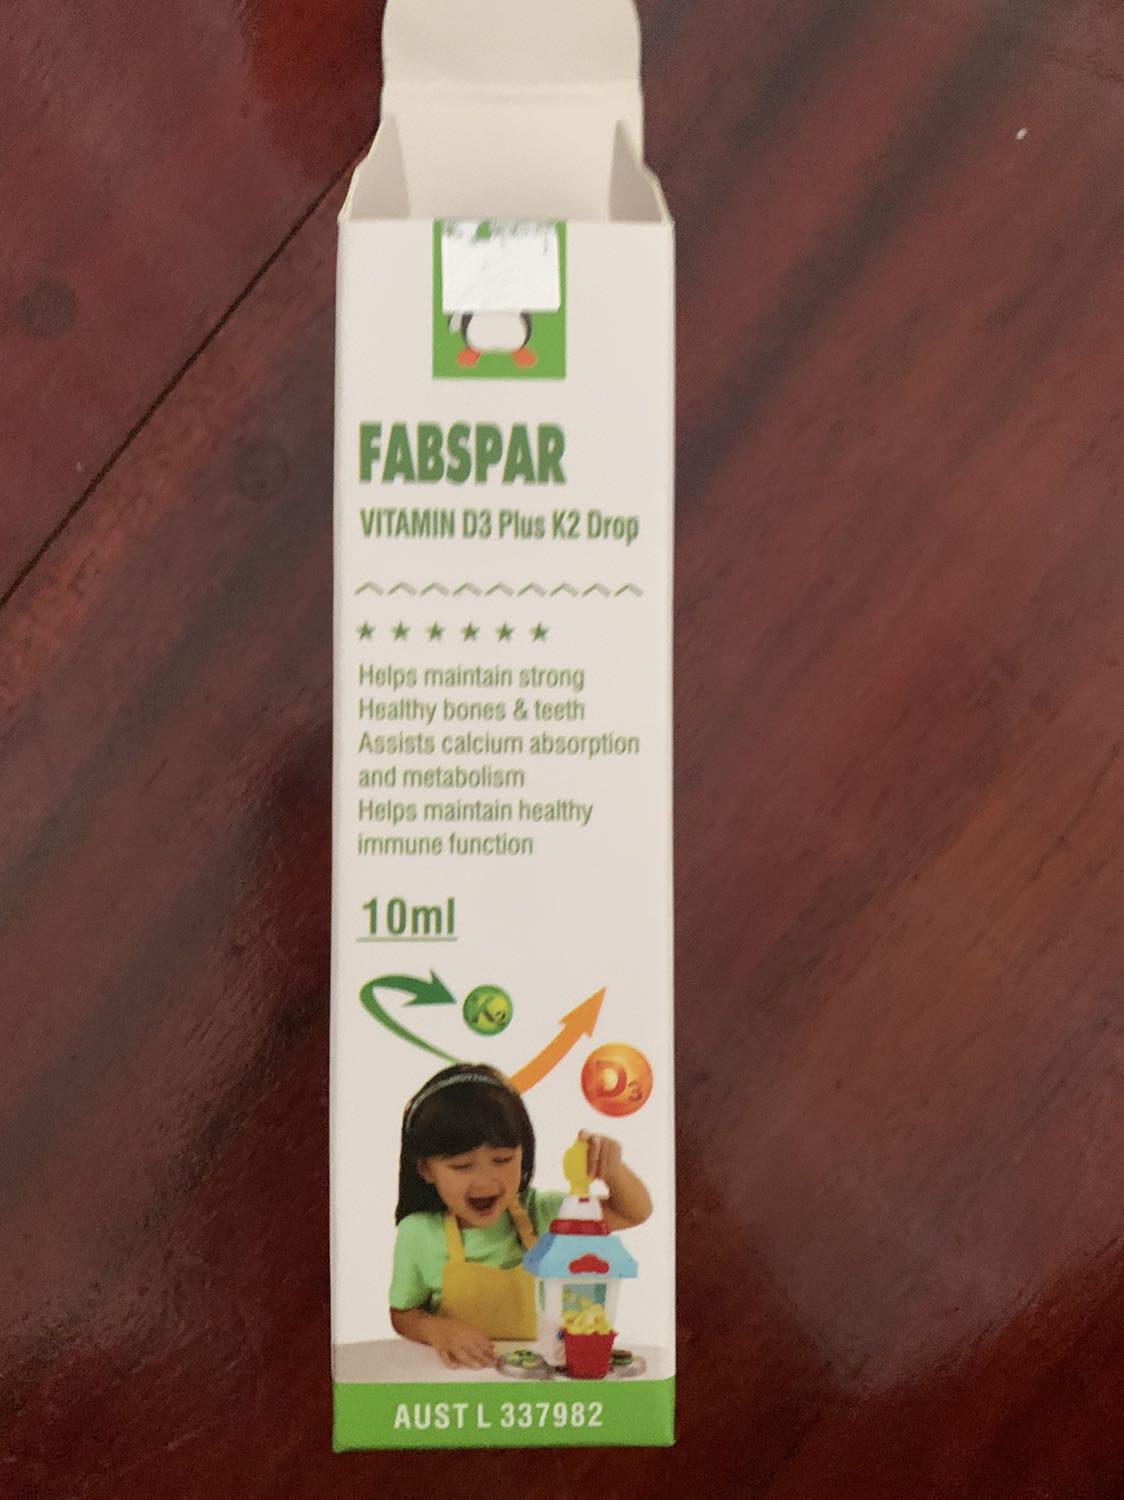 FABSPAR
VITAMIN D3 Plus K2 Drop
Helps maintain strong
Healthy bones & teeth
Assists calcium absorption
and metabolism
Helps maintain healthy
immune function
10ml
K2
D3
AUST L 337982